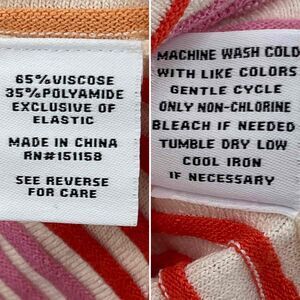 65% VISCOSE
35% POLYAMIDE
EXCLUSIVE OF
ELASTIC
MADE IN CHINA
RN#151158
SEE REVERSE
FOR CARE
MACHINE WASH COLD
WITH LIKE COLORS
GENTLE CYCLE
ONLY NON-CHLORINE
BLEACH IF NEEDED
TUMBLE DRY LOW
COOL IRON
IF NECESSARY